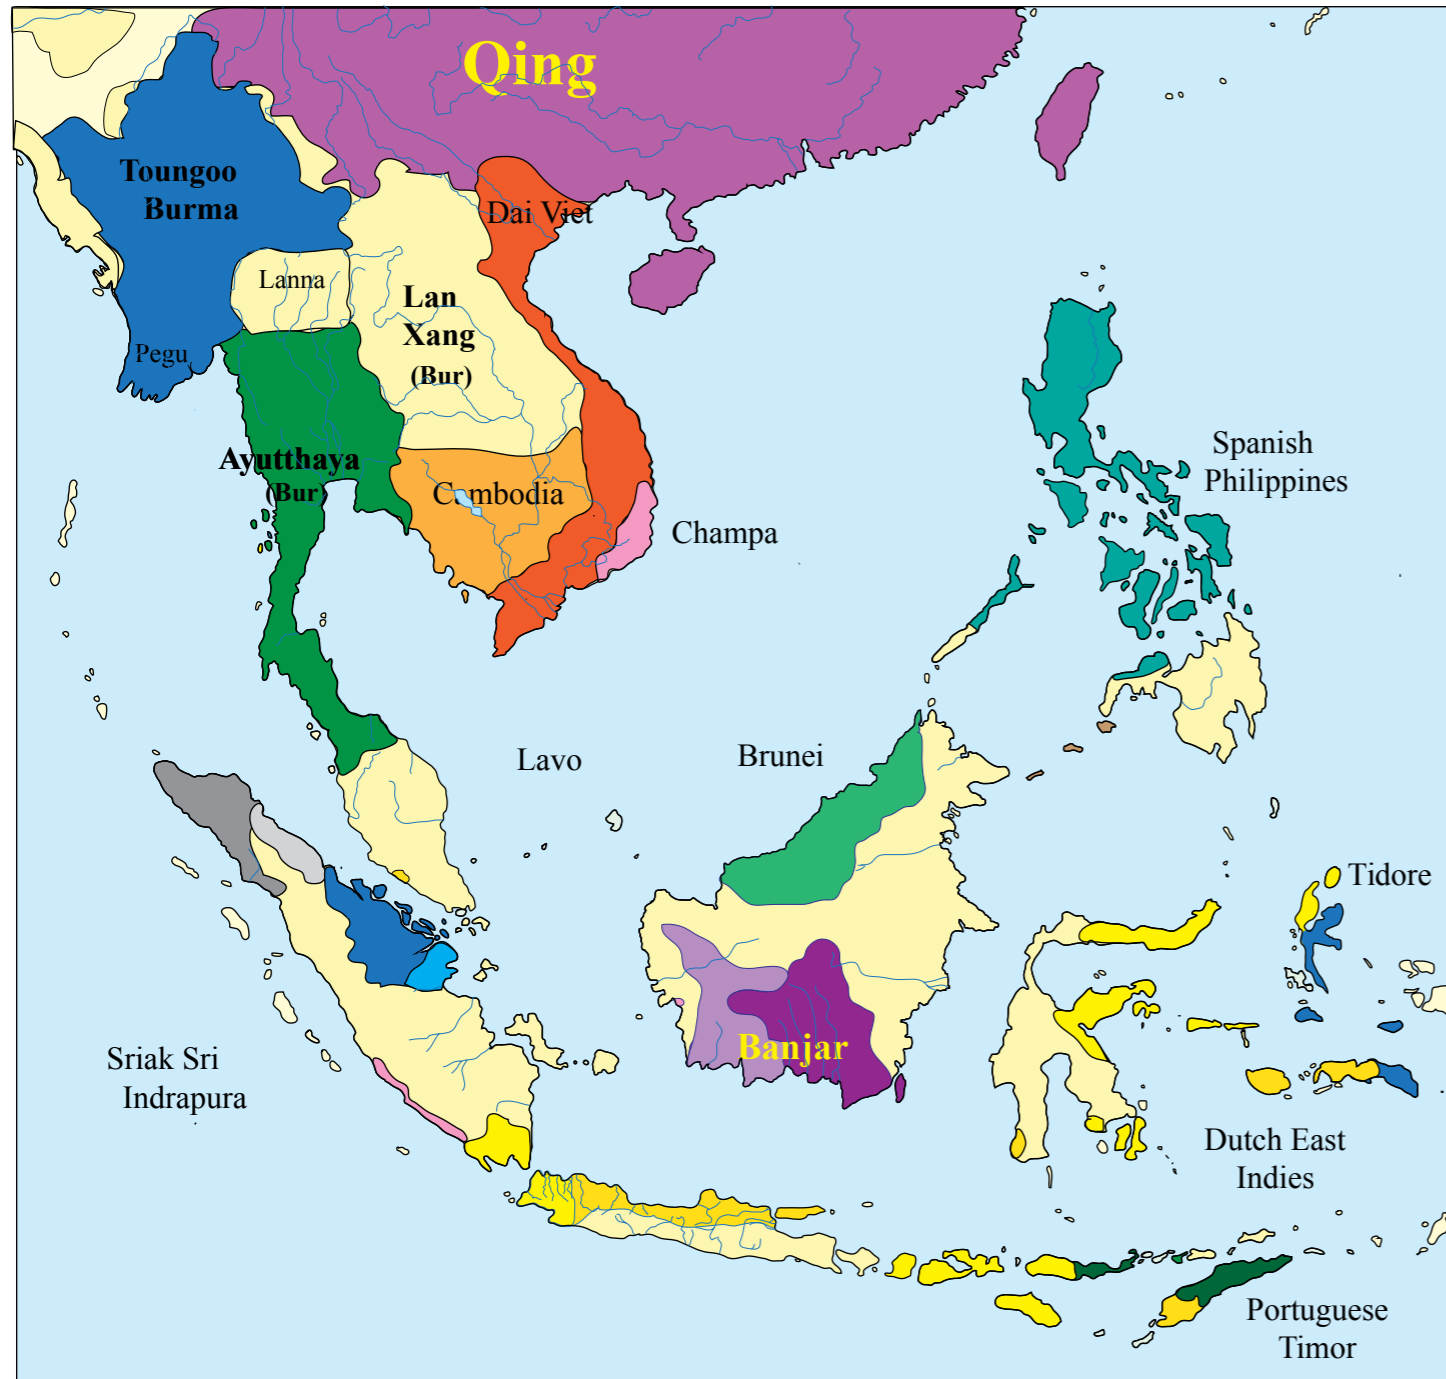 Qing
Toungoo
Burma
Dai Viet
Lanna
Lan
Xang
(Bur)
Pegu
Ayutthaya
(Bur)
Cambodia
Champa
Spanish
Philippines
Lavo
Brunei
Tidore
Banjar
Sriak Sri
Indrapura
Dutch East
Indies
Portuguese
Timor